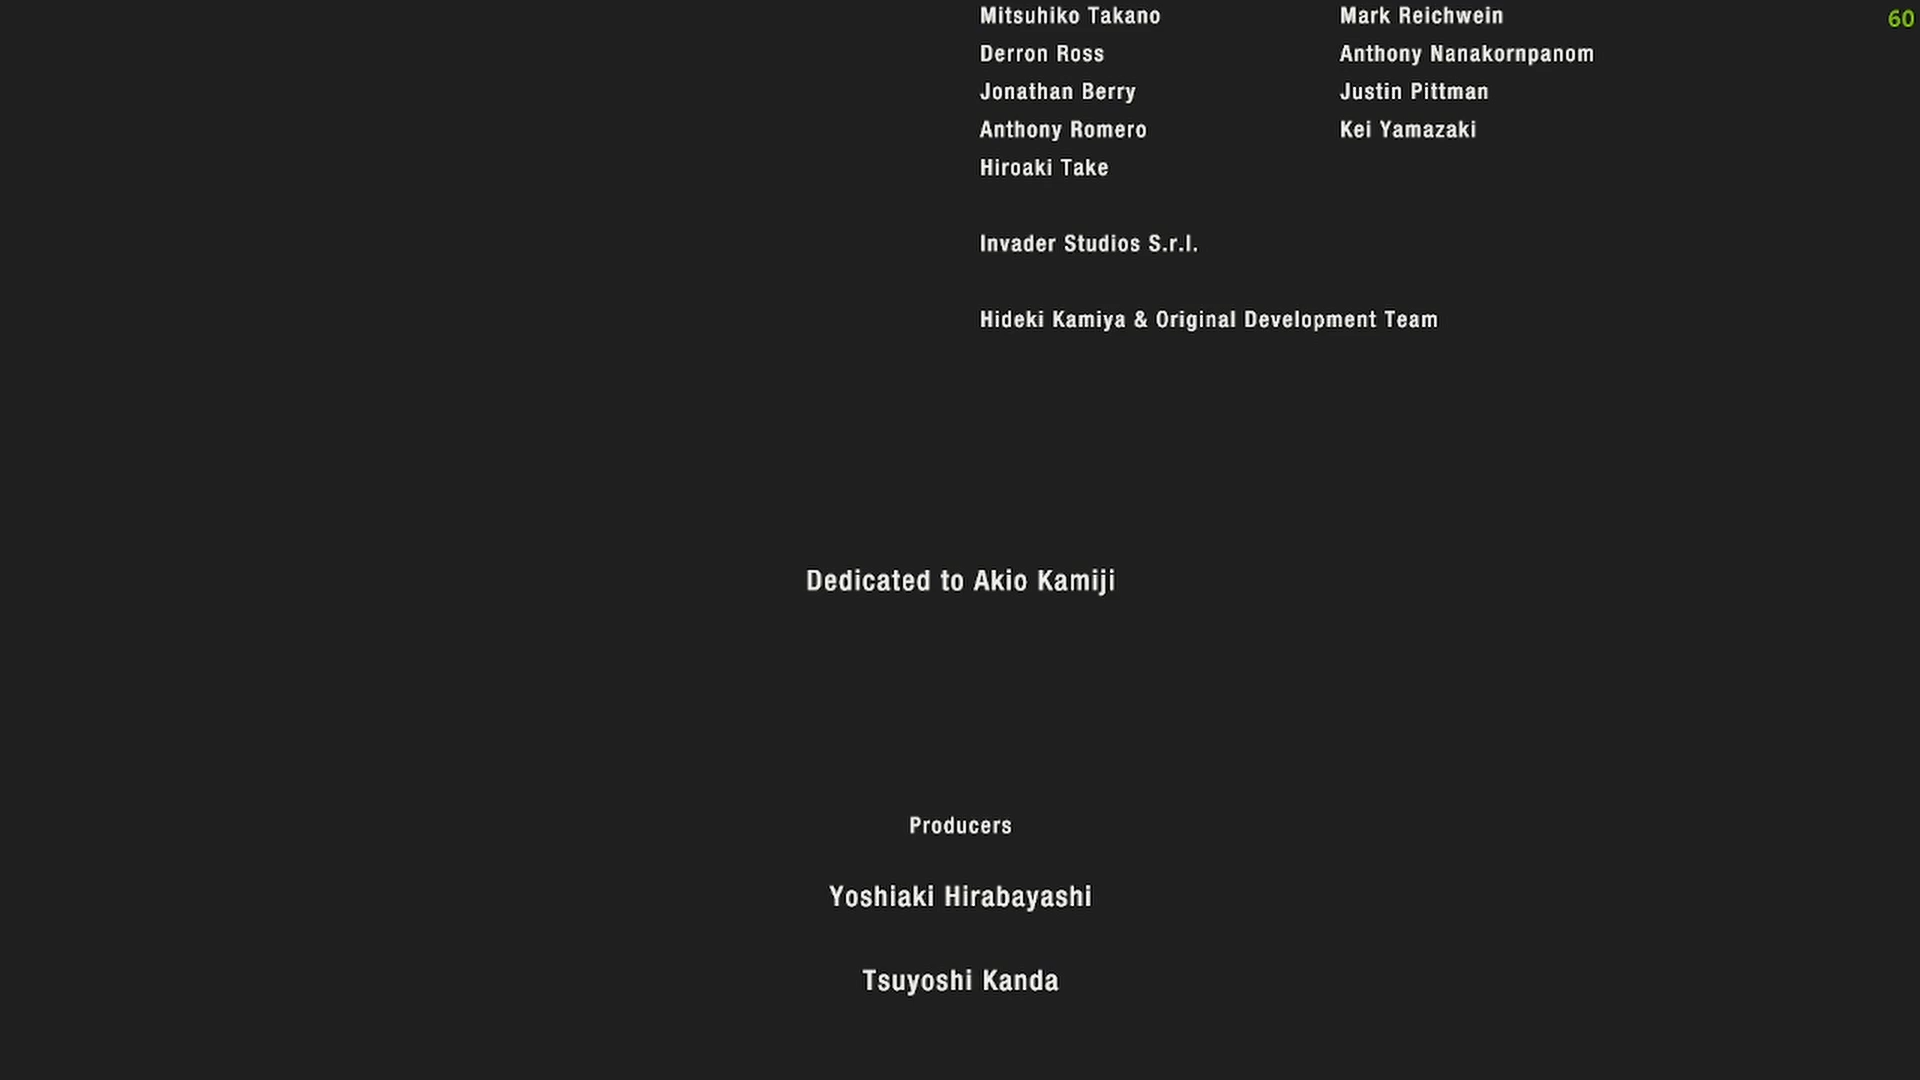 Mitsuhiko Takano Mark Reichwein 60
Derron Ross Anthony Nanakornpanom
Jonathan Berry Justin Pittman
Anthony Romero Kei Yamazaki
Hiroaki Take
Invader Studios S.r.l.
Hideki Kamiya & Original Development Team
Dedicated to Akio Kamiji
Producers
Yoshiaki Hirabayashi
Tsuyoshi Kanda